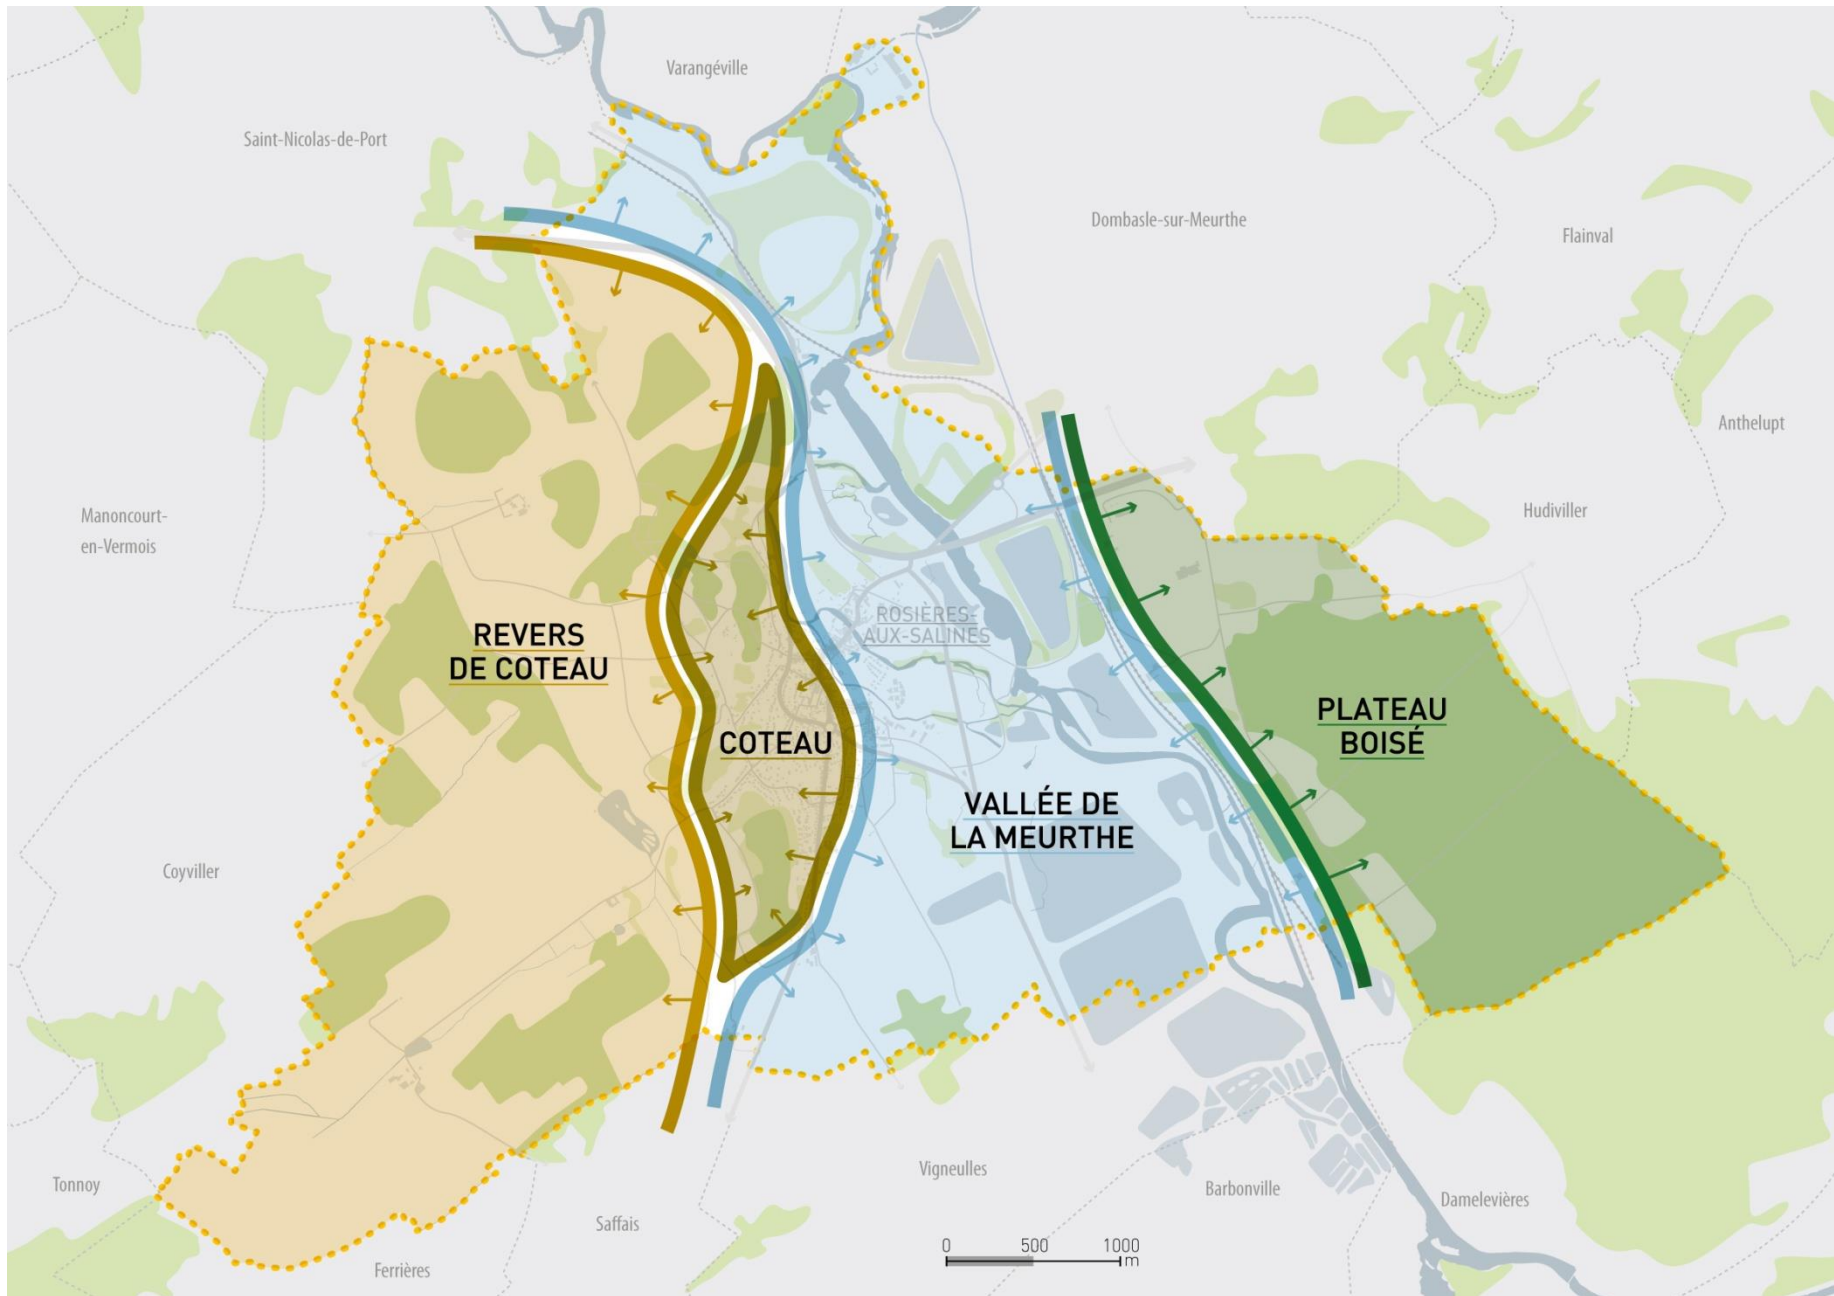 Varangéville
Saint-Nicolas-de-Port
Dombasle-sur-Meurthe
Flainval
Anthelupt
Manoncourt-
en-Vermois
Hudiviller
ROSIÈRES-
AUX-SALINES
REVERS
DE COTEAU
COTEAU
PLATEAU
BOISÉ
VALLÉE DE
LA MEURTHE
Coyviller
Tonnoy
Vigneulles
Barbonville
Damelevières
Saffais
Ferrières
0 500 1000
m